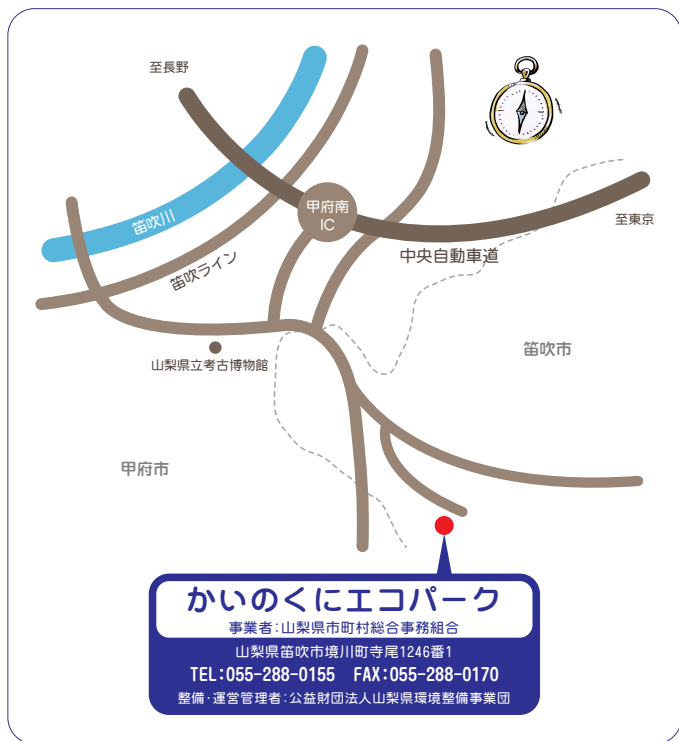 至長野
甲府南
IC
笛吹川
至東京
中央自動車道
笛吹ライン
笛吹市
山梨県立考古博物館
甲府市
かいのくにエコパーク
事業者:山梨県市町村総合事務組合
山梨県笛吹市境川町寺尾1246番1
TEL:055-288-0155 FAX:055-288-0170
整備・運営管理者:公益財団法人山梨県環境整備事業団